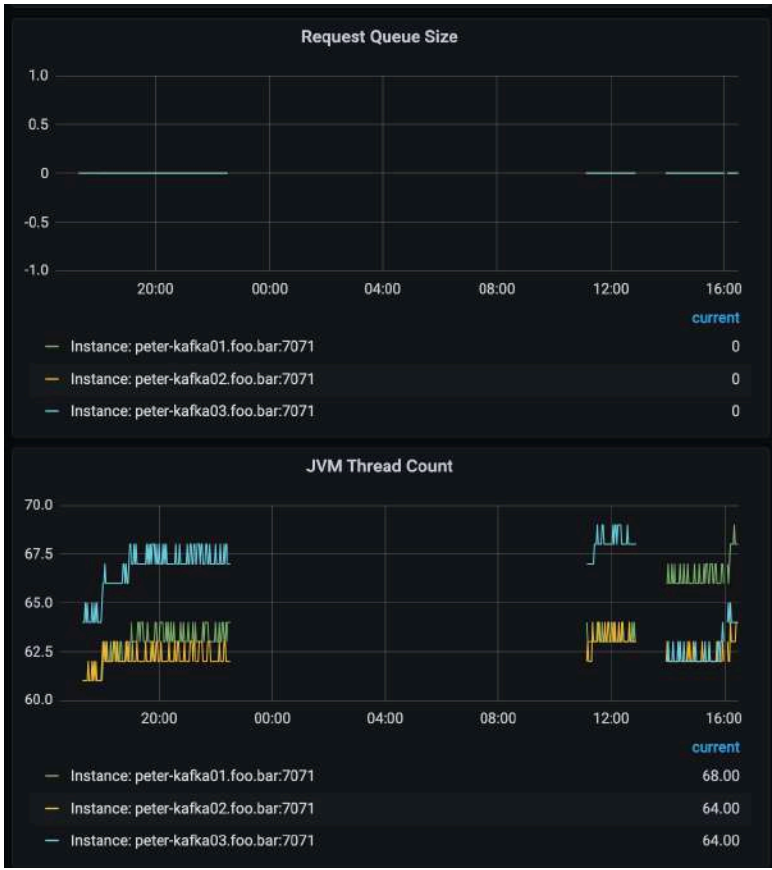 Request Queue Size
1.0
0.5
0
-0.5
-1.0
20:00 00:00 04:00 08:00 12:00 16:00
current
Instance: peter-kafka01.foo.bar:7071 0
Instance: peter-kafka02.foo.bar:7071 0
Instance: peter-kafka03.foo.bar:7071 0
JVM Thread Count
70.0
67.5
65.0
62.5
60.0
20:00 00:00 04:00 08:00 12:00 16:00
current
Instance: peter-kafka01.foo.bar:7071 68.00
Instance: peter-kafka02.foo.bar:7071 64.00
Instance: peter-kafka03.foo.bar:7071 64.00